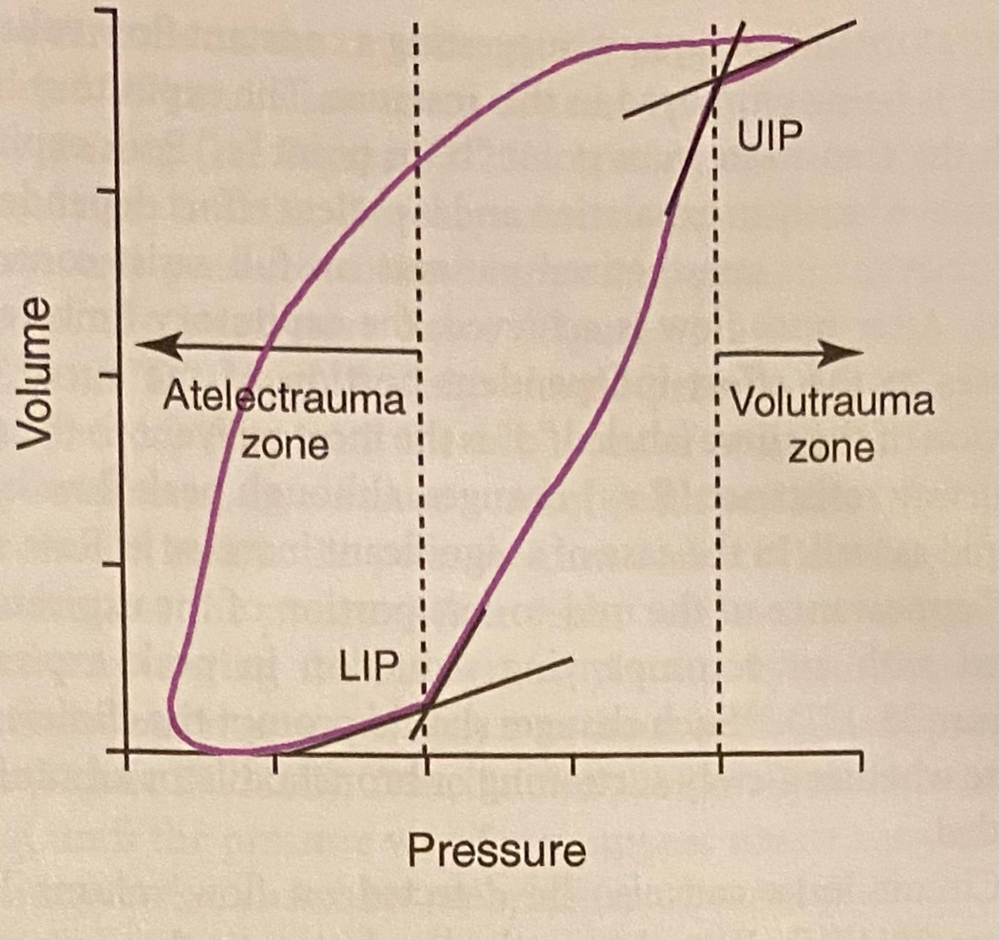 UIP
Volume
Atelectrauma
zone
Volutrauma
zone
LIP
Pressure